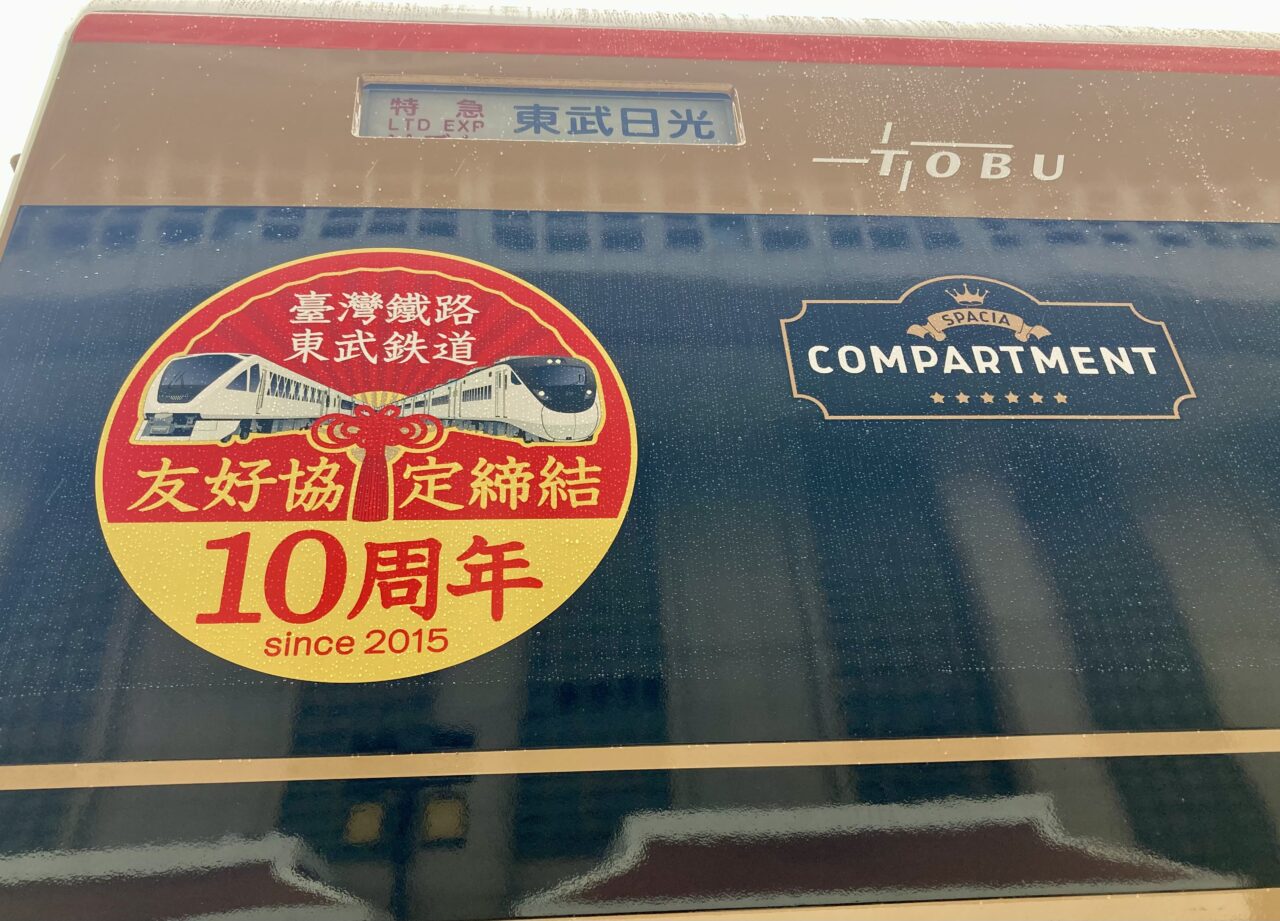 特急
LTD EXP
東武日光
TOBU
臺灣鐵路
東武鉄道
友好協定締結
10周年
since 2015
SPACIA
COMPARTMENT